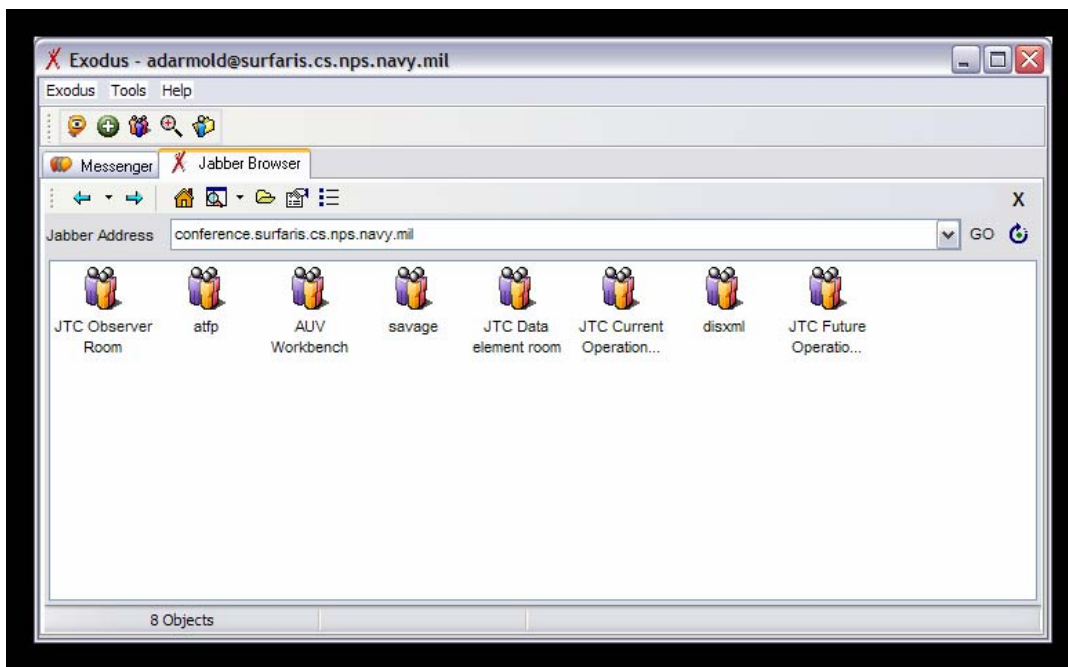 Exodus - adarmold@surfaris.cs.nps.navy.mil
Exodus Tools Help
Messenger Jabber Browser
X
Jabber Address conference.surfaris.cs.nps.navy.mil GO
JTC Observer Room
atfp
AUV Workbench
savage
JTC Data element room
JTC Current Operation...
disxml
JTC Future Operatio...
8 Objects